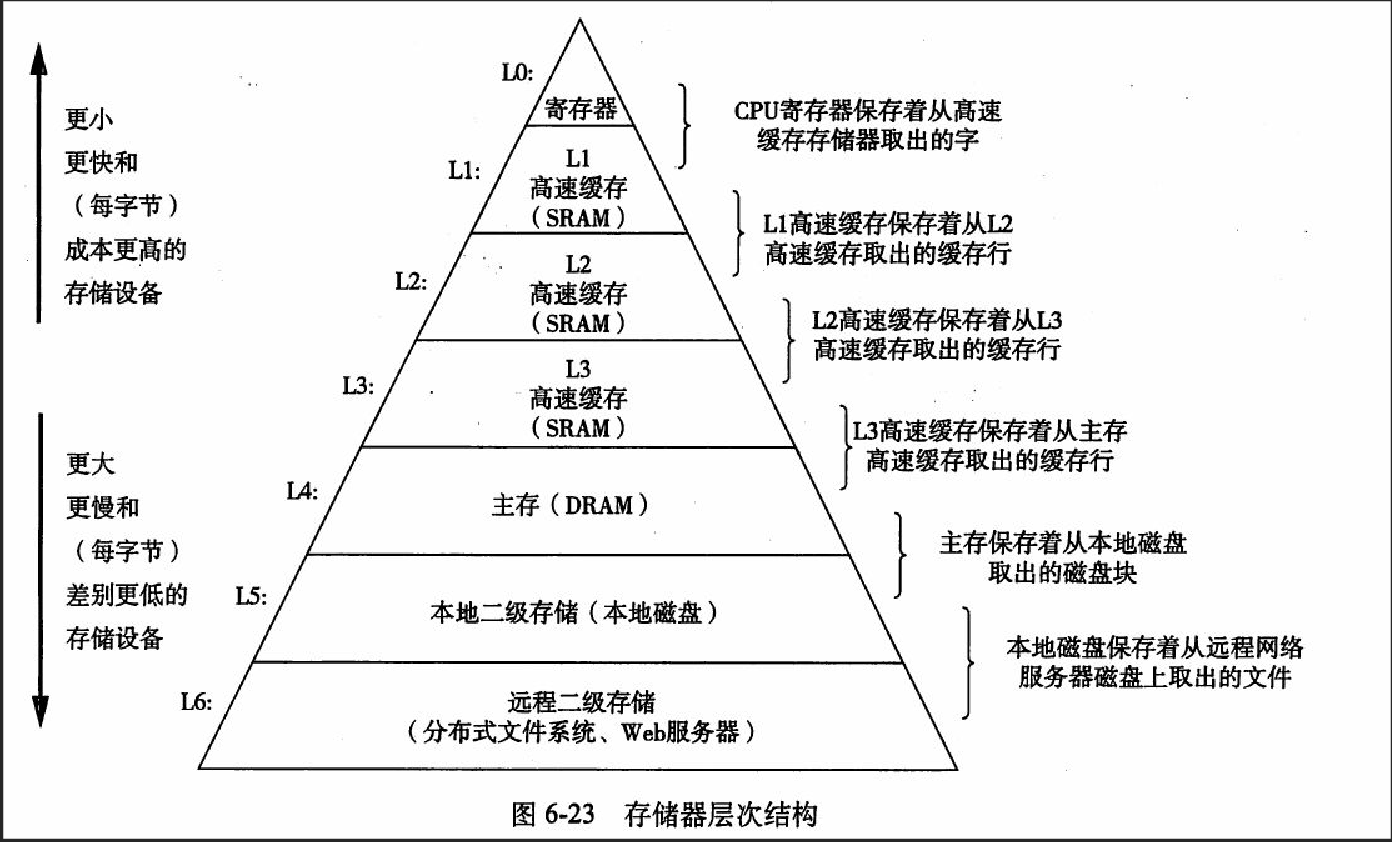 L0:
寄存器
CPU寄存器保存着从高速
缓存存储器取出的字
更小
更快和
（每字节）
成本更高的
存储设备
L1:
L1
高速缓存
（SRAM）
L1高速缓存保存着从L2
高速缓存取出的缓存行
L2:
L2
高速缓存
（SRAM）
L2高速缓存保存着从L3
高速缓存取出的缓存行
L3:
L3
高速缓存
（SRAM）
L3高速缓存保存着从主存
高速缓存取出的缓存行
更大
更慢和
（每字节）
差别更低的
存储设备
L4:
主存（DRAM）
主存保存着从本地磁盘
取出的磁盘块
L5:
本地二级存储（本地磁盘）
本地磁盘保存着从远程网络
服务器磁盘上取出的文件
L6:
远程二级存储
（分布式文件系统、Web服务器）
图 6-23 存储器层次结构